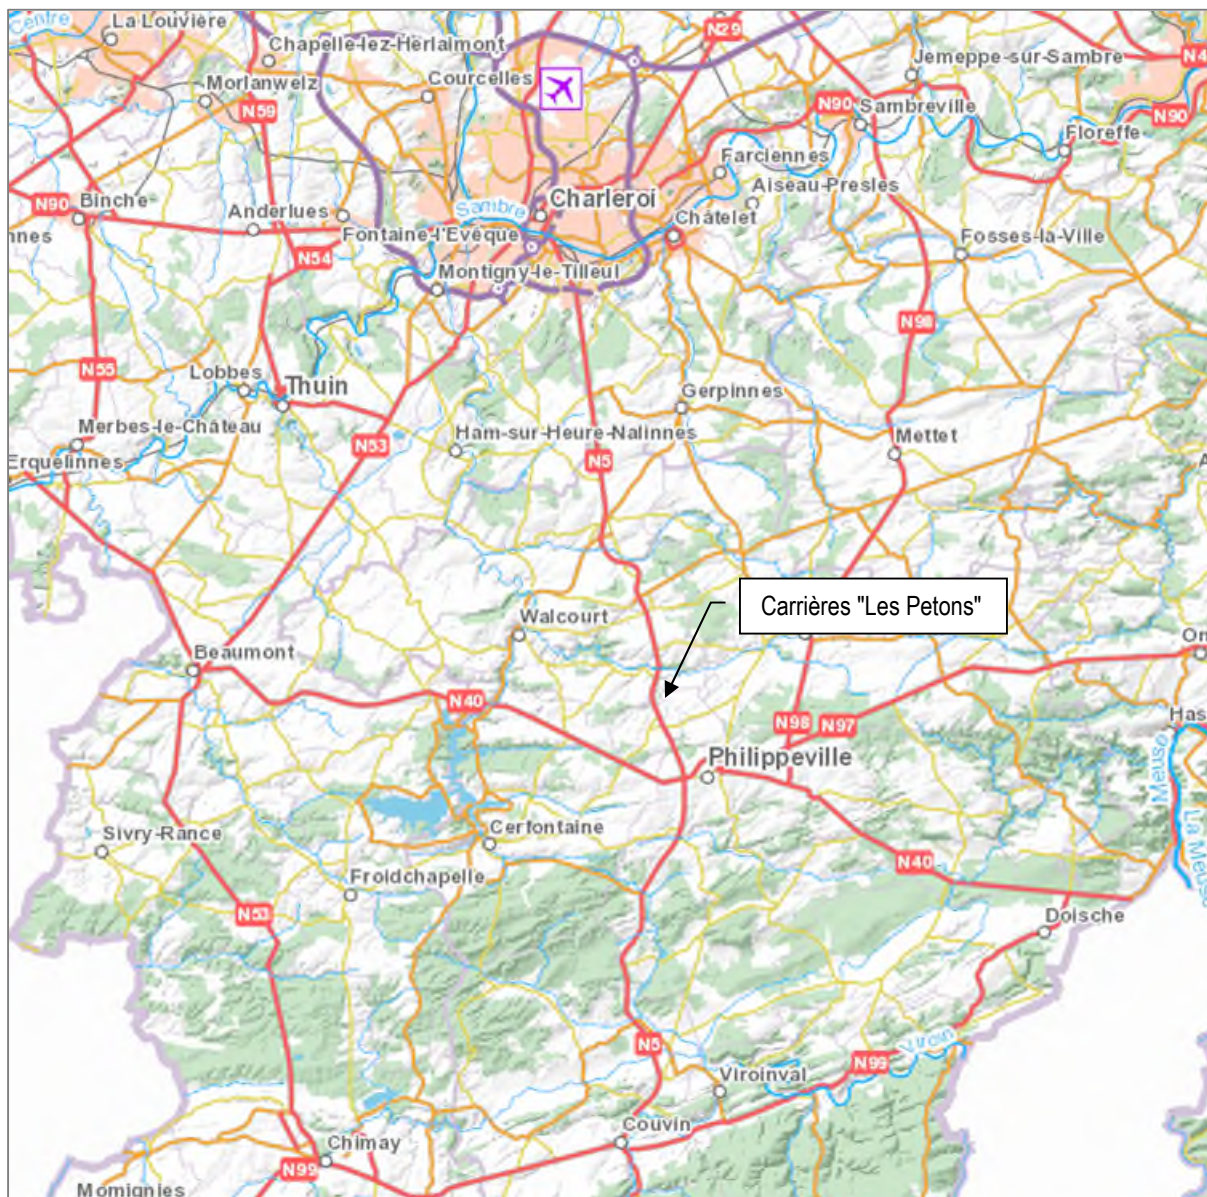 Centre
La Louvière
N29
Chapelle-lez-Herlaimont
Jemeppe-sur-Sambre
N4
Courcelles
Morlanwelz
N59
N90
Sambreville
N90
Floreffe
Farciennes
Aiseau-Presles
N90
Binche
Anderlues
Sambre
Charleroi
Châtelet
nnes
Fontaine-l'Evêque
Fosses-la-Ville
N54
Montigny-le-Tilleul
N98
N55
Lobbes
Thuin
Gerpinnes
Merbes-le-Château
N53
Ham-sur-Heure-Nalinnes
Mettet
Erquelinnes
N5
A
Carrières "Les Petons"
Walcourt
On
Beaumont
N40
N98
N97
Has
Philippeville
Meuse
La Meuse
Sivry-Rance
Cerfontaine
N40
Froidchapelle
N53
Doische
N5
Viroin
N99
Viroinval
Couvin
Chimay
N99
Momignies